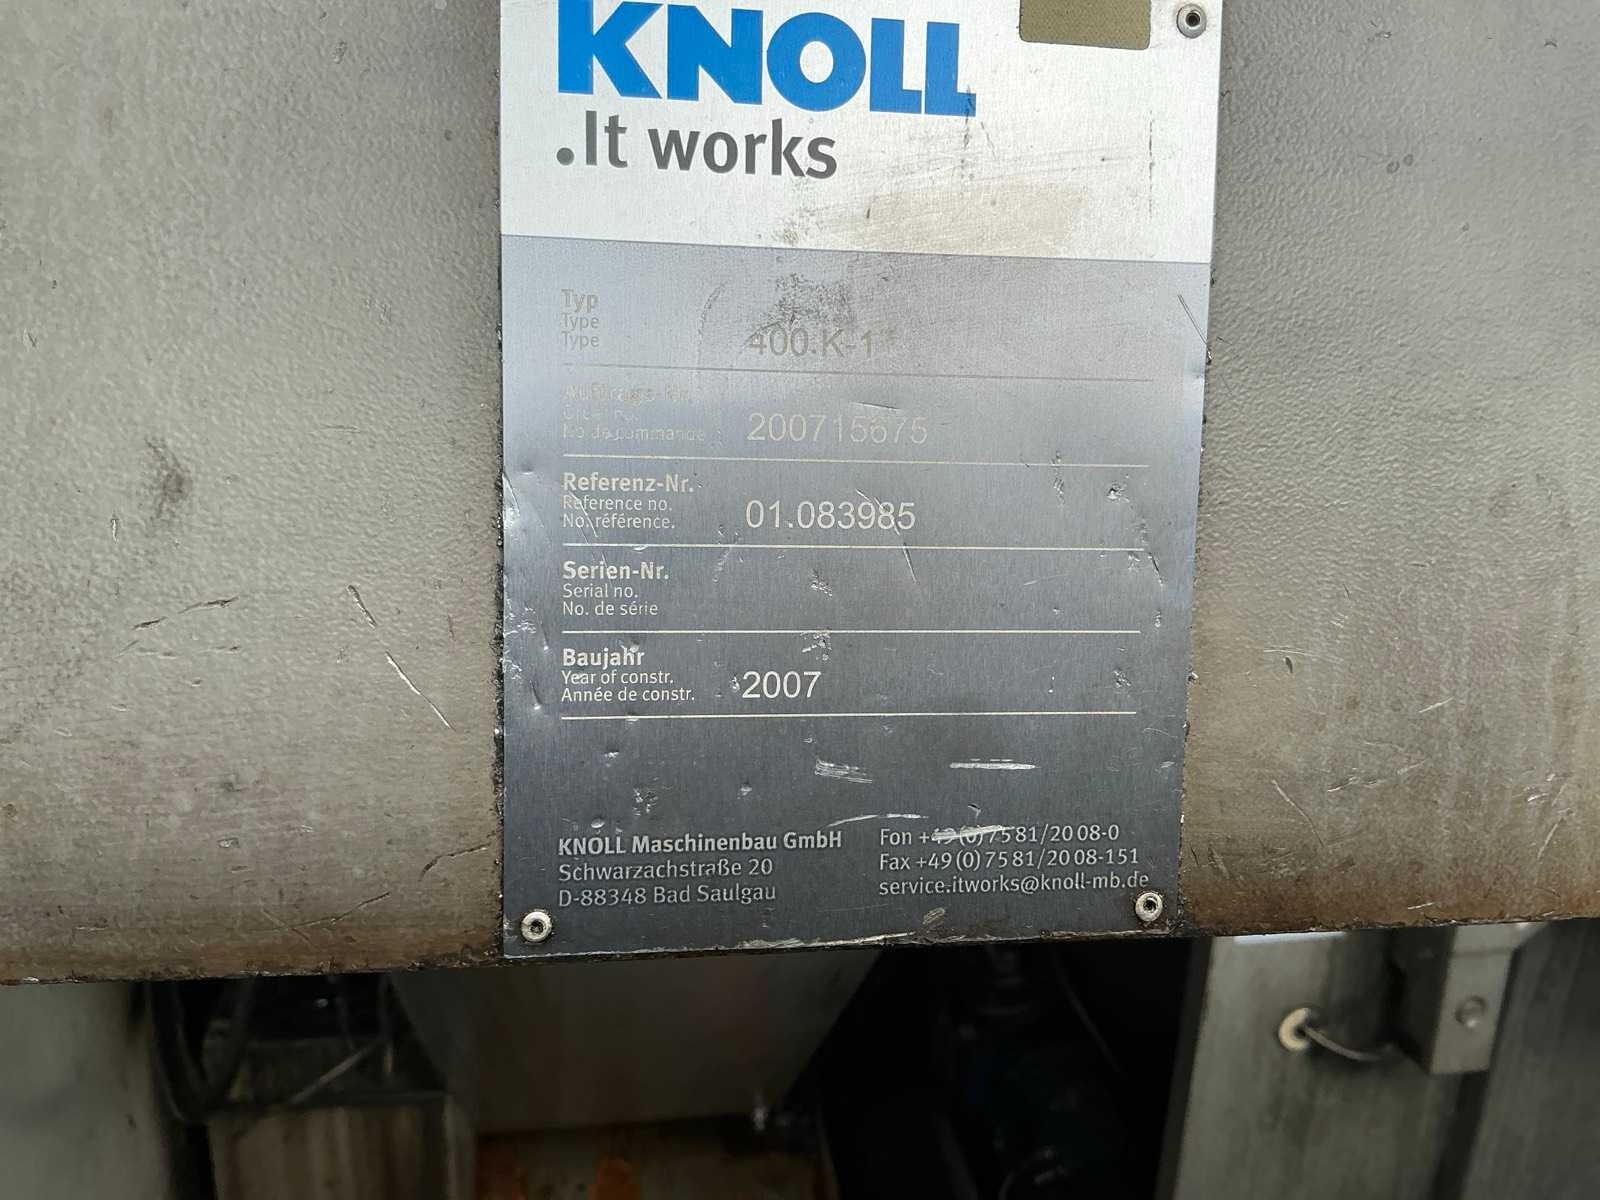 KNOLL
.It works
Typ
Type
Type
400.K-1
Auftrags-Nr.
Order no.
No de commande
200715675
Referenz-Nr.
Reference no.
No. référence.
01.083985
Serien-Nr.
Serial no.
No. de série
Baujahr
Year of constr.
Année de constr.
2007
KNOLL Maschinenbau GmbH
Schwarzachstraße 20
D-88348 Bad Saulgau
Fon +49 (0) 75 81/20 08-0
Fax +49 (0) 75 81/20 08-151
service.itworks@knoll-mb.de